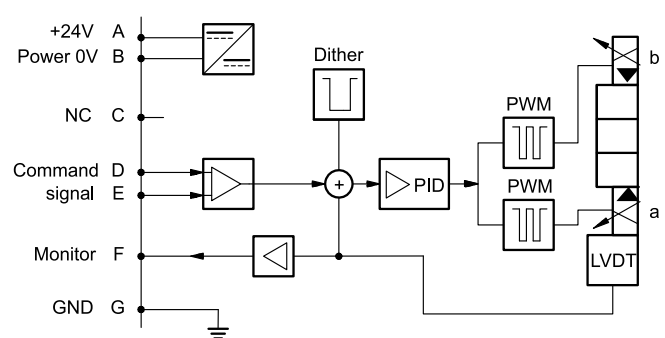 +24V A
Power 0V B
Dither
b
NC C
PWM
Command D
signal E
+
PID
PWM
a
Monitor F
LVDT
GND G